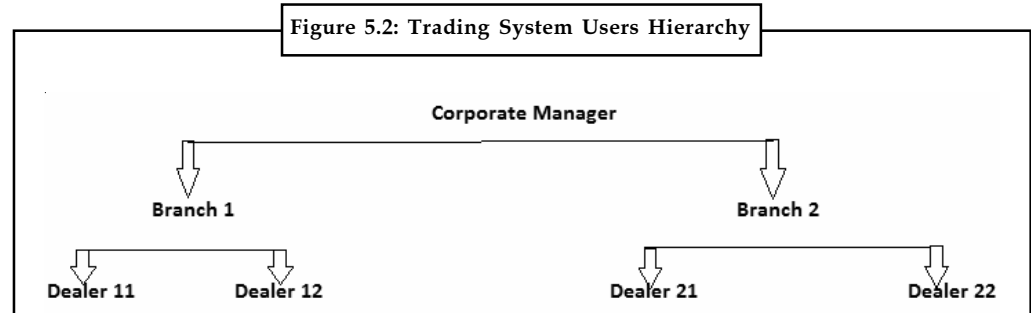 Figure 5.2: Trading System Users Hierarchy
Corporate Manager
Branch 1 Branch 2
Dealer 11 Dealer 12 Dealer 21 Dealer 22